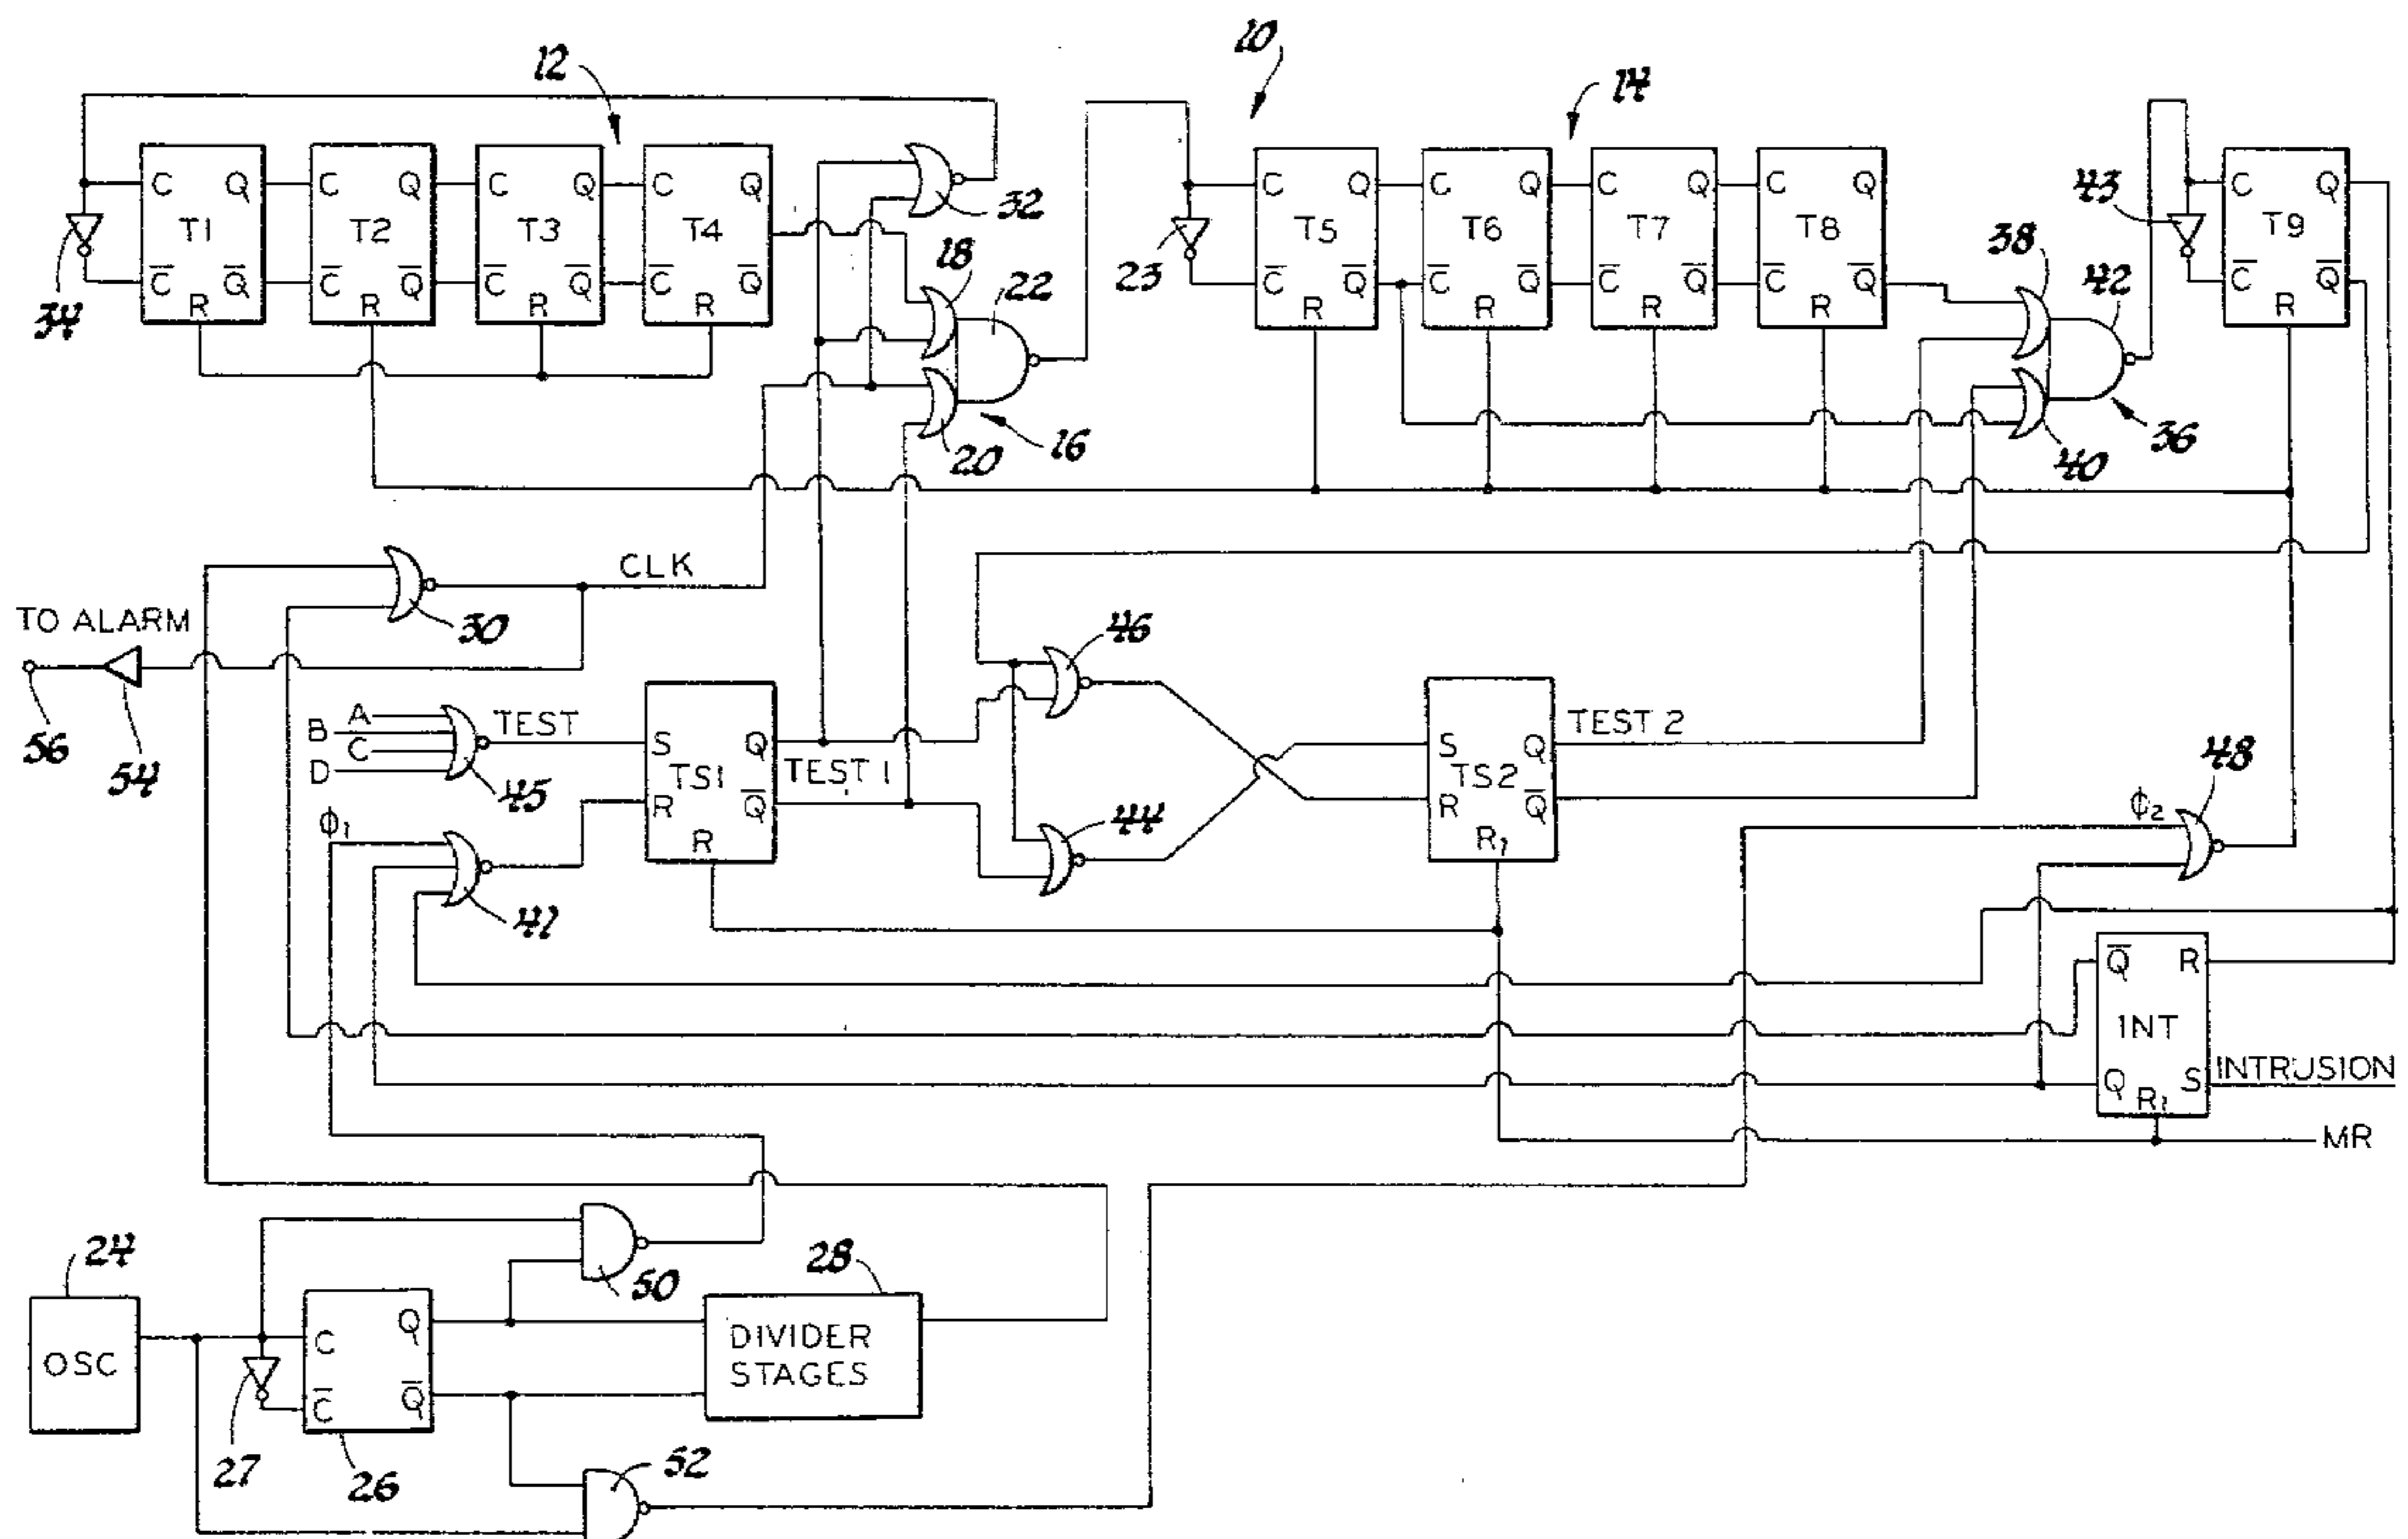 10
12
14
C Q C Q C Q C Q
T1 T2 T3 T4
C̅ Q̅ C̅ Q̅ C̅ Q̅ C̅ Q̅
R R R R
34
32
18
22
20
16
C Q C Q C Q C Q
T5 T6 T7 T8
C̅ Q̅ C̅ Q̅ C̅ Q̅ C̅ Q̅
R R R R
23
38
42
40
36
43
C Q
T9
C̅ Q̅
R
CLK
30
TO ALARM
56
54
A
B
C
D
TEST
45
S Q
TS1 TEST 1
R Q̅
R
ϕ1
47
46
44
S Q TEST 2
TS2
R Q̅
R1
ϕ2
48
Q̅ R
INT
Q S INTRUSION
R1
MR
24
OSC
27
C Q
C̅ Q̅
26
50
28
DIVIDER
STAGES
52